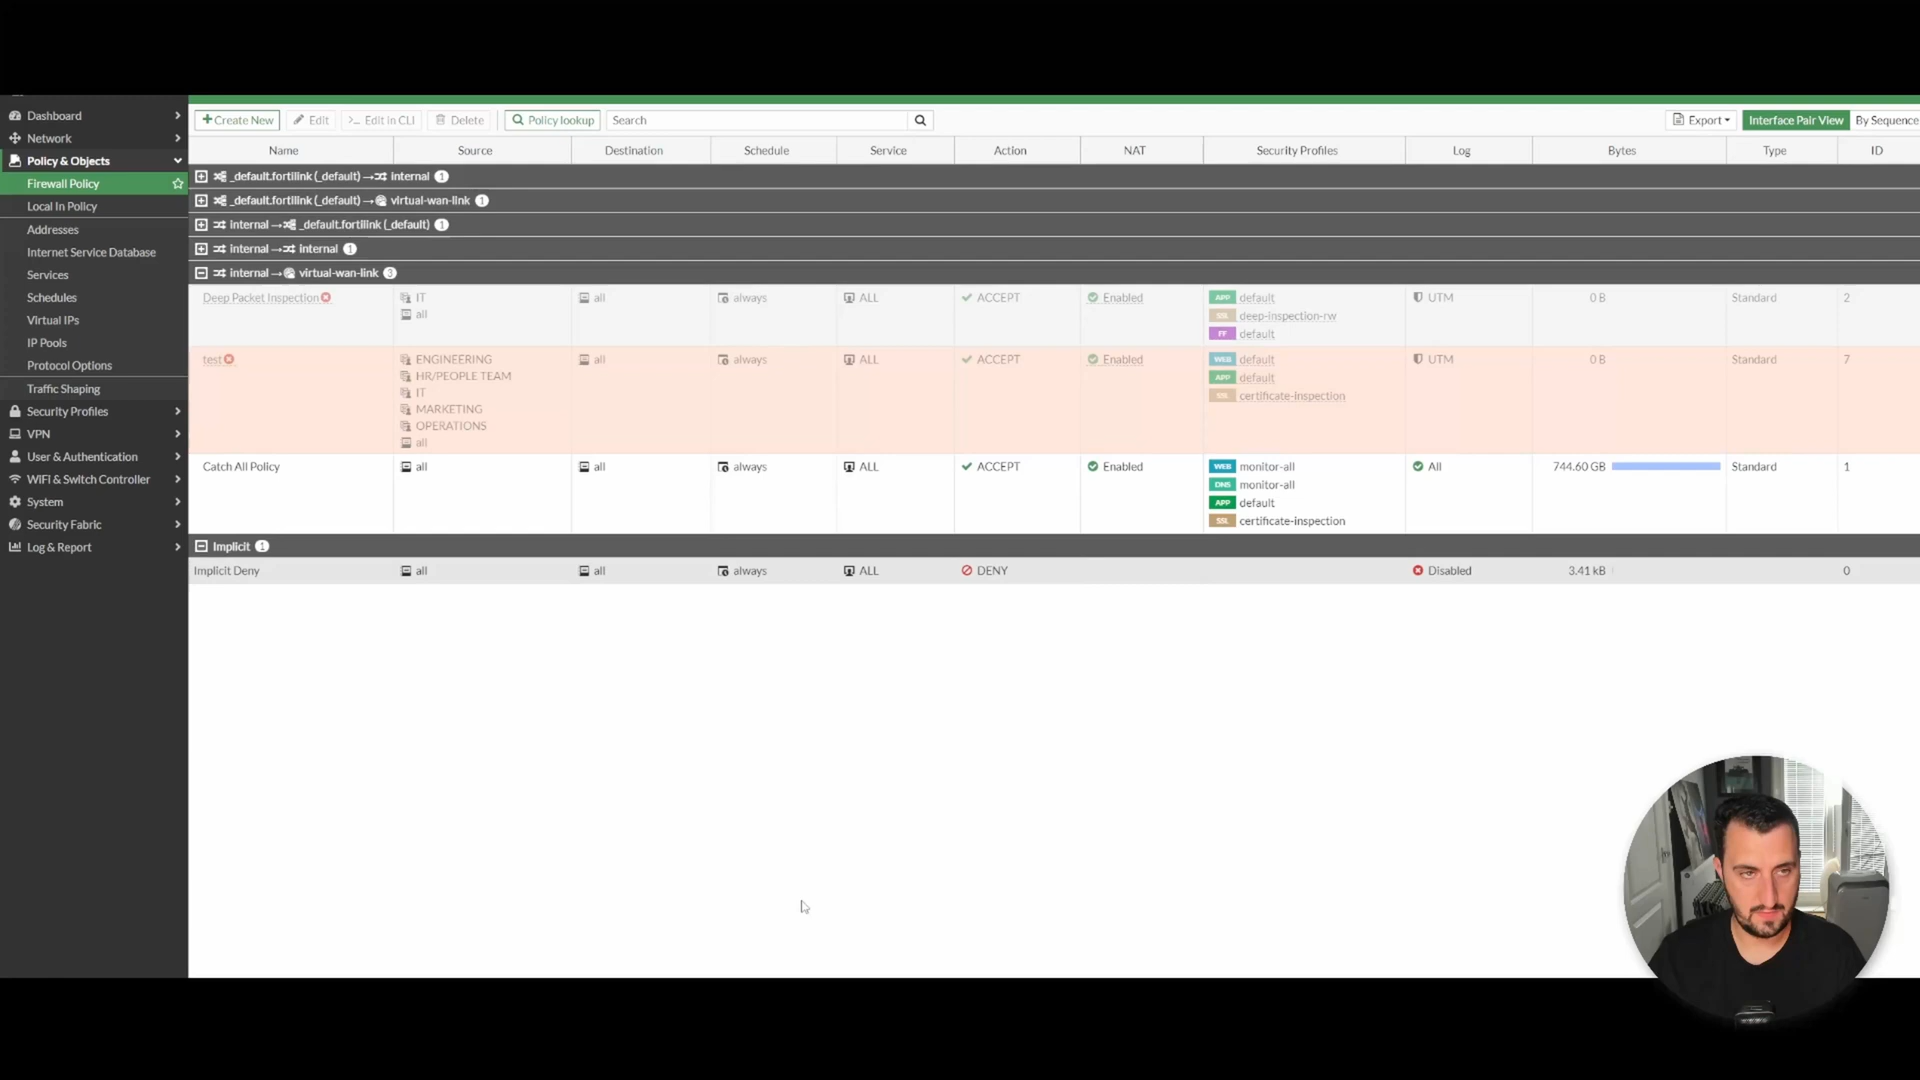 Dashboard
Network
Policy & Objects
Firewall Policy
Local In Policy
Addresses
Internet Service Database
Services
Schedules
Virtual IPs
IP Pools
Protocol Options
Traffic Shaping
Security Profiles
VPN
User & Authentication
WiFi & Switch Controller
System
Security Fabric
Log & Report
+Create New Edit >_ Edit in CLI Delete Policy lookup Search Export Interface Pair View By Sequence
Name Source Destination Schedule Service Action NAT Security Profiles Log Bytes Type ID
_default.fortilink (_default) → internal 1
_default.fortilink (_default) → virtual-wan-link 1
internal → _default.fortilink (_default) 1
internal → internal 1
internal → virtual-wan-link 3
Deep Packet Inspection IT all always ALL ACCEPT Enabled APP default UTM 0 B Standard 2
all SSL deep-inspection-rw
FF default
test ENGINEERING all always ALL ACCEPT Enabled WEB default UTM 0 B Standard 7
HR/PEOPLE TEAM APP default
IT SSL certificate-inspection
MARKETING
OPERATIONS
all
Catch All Policy all all always ALL ACCEPT Enabled WEB monitor-all All 744.60 GB Standard 1
DNS monitor-all
APP default
SSL certificate-inspection
Implicit 1
Implicit Deny all all always ALL DENY Disabled 3.41 kB 0